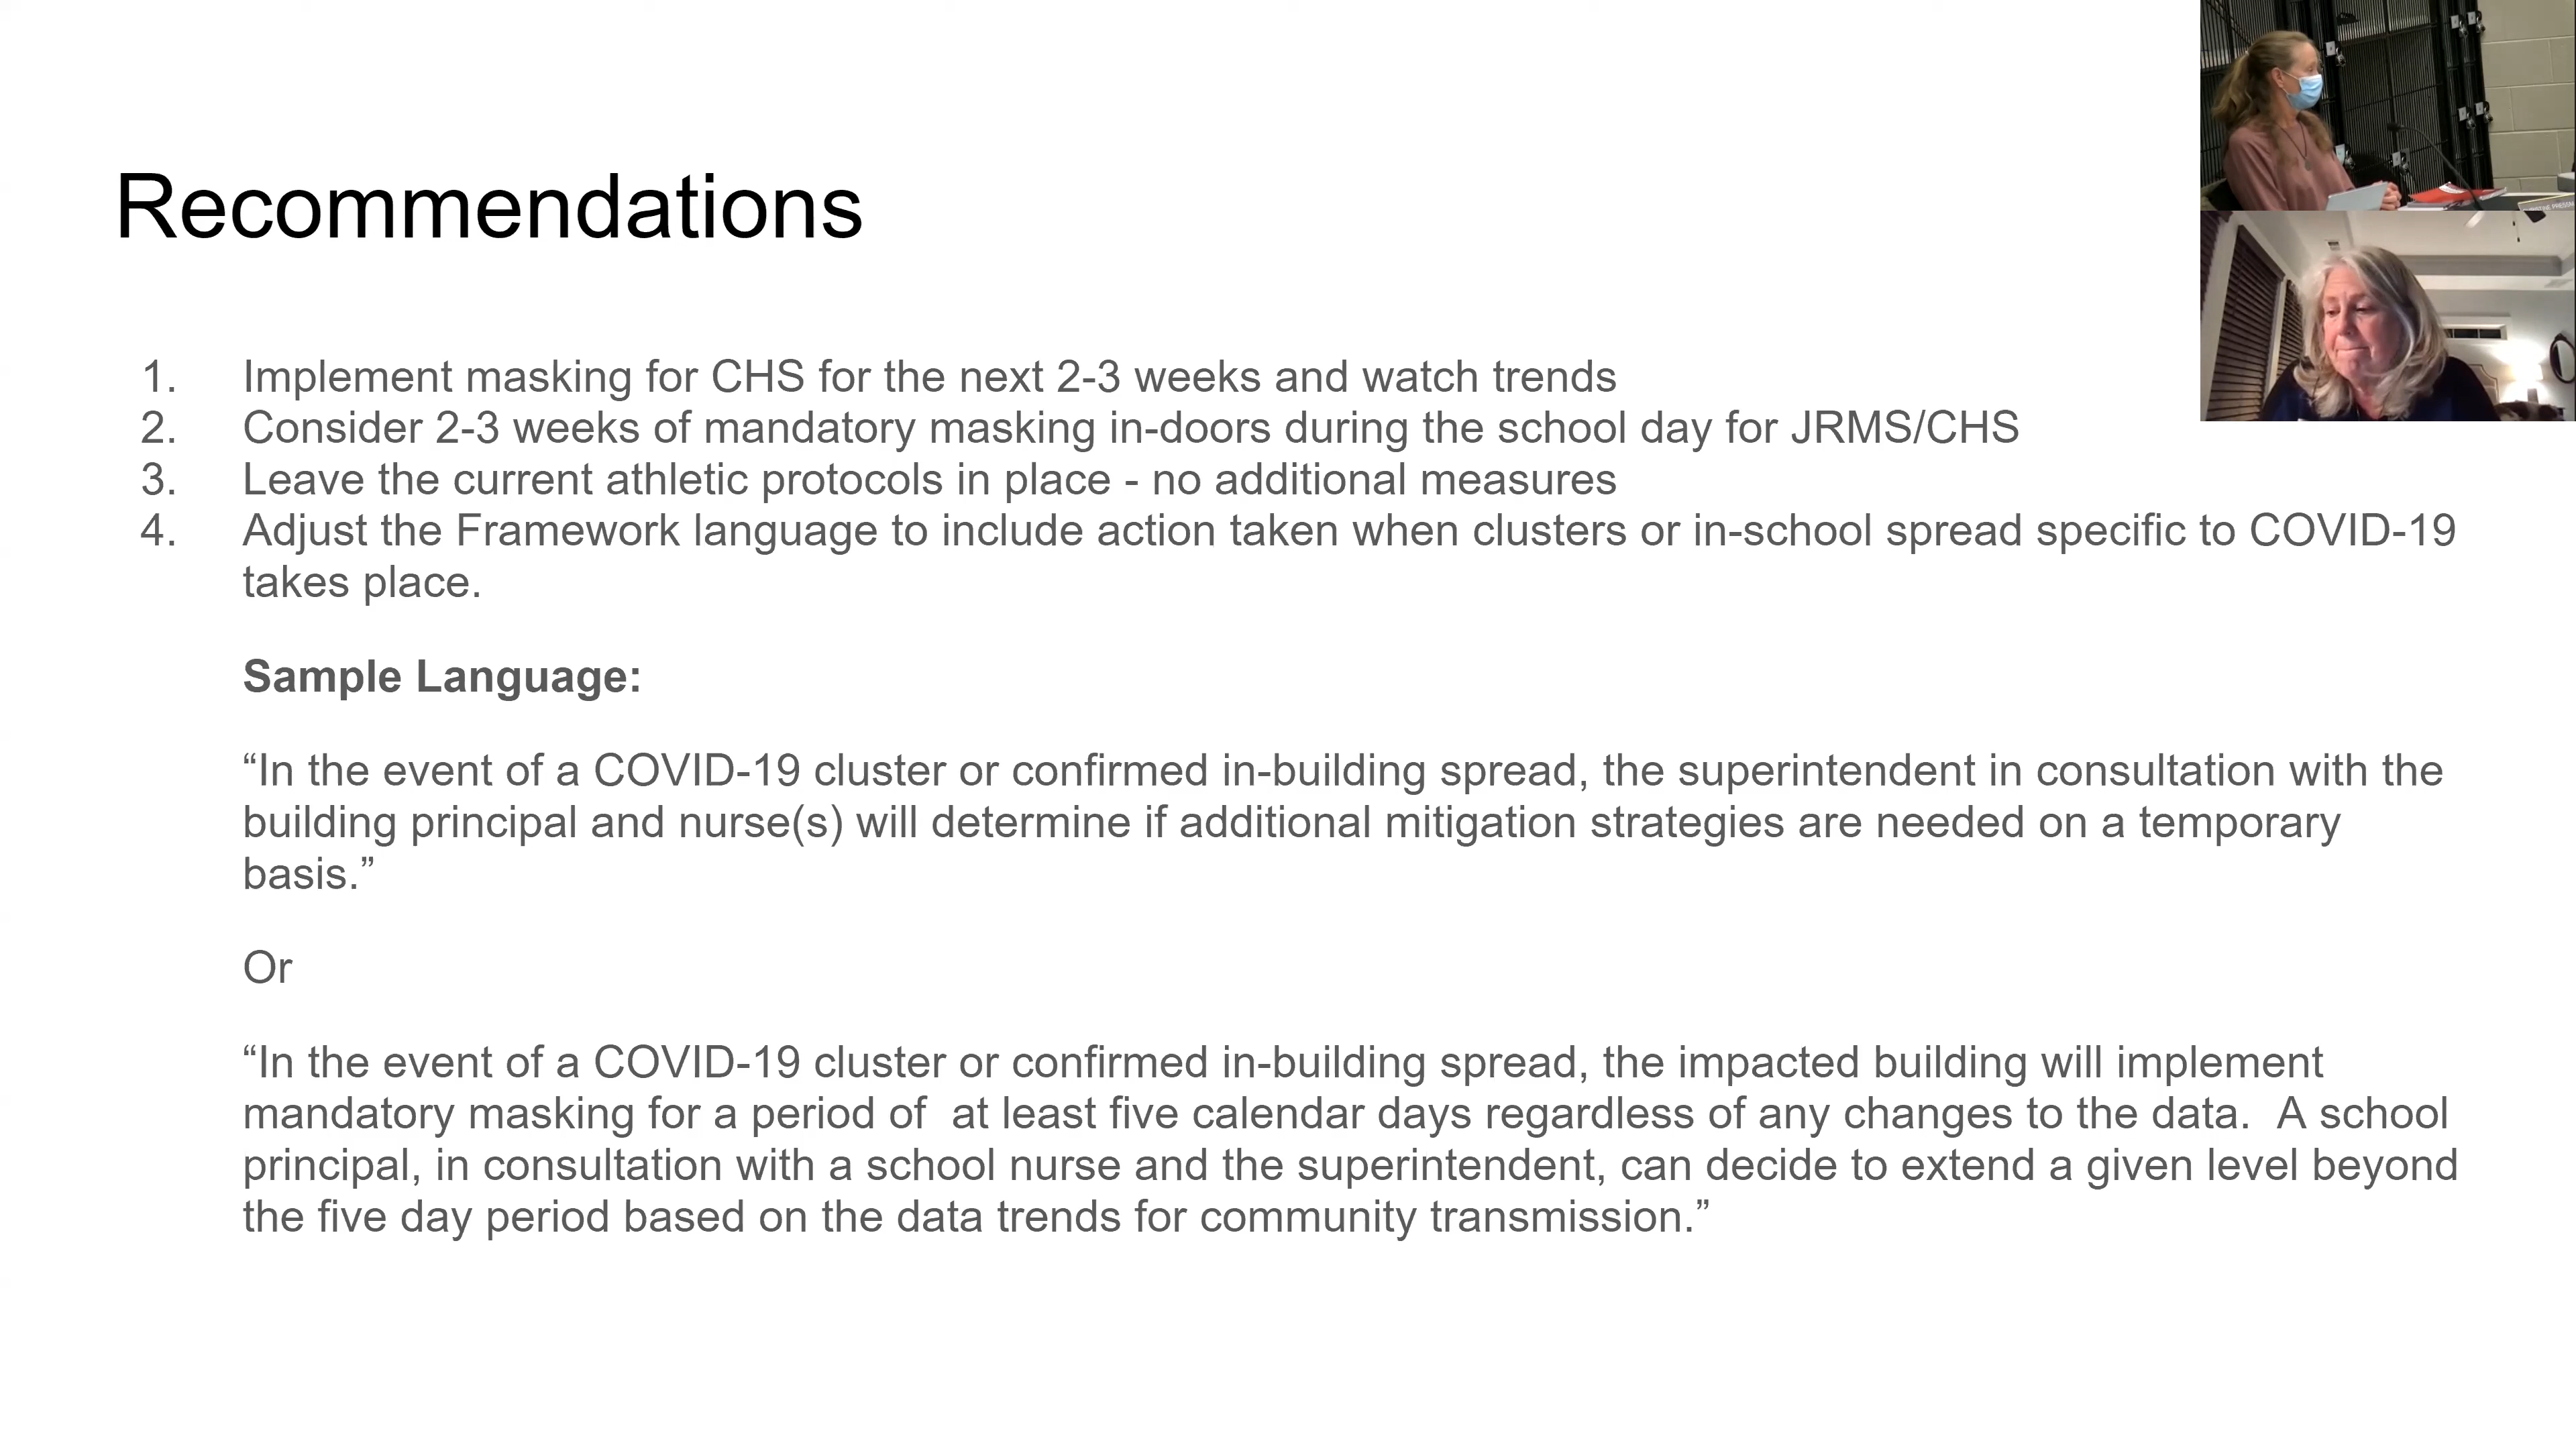 Recommendations
1. Implement masking for CHS for the next 2-3 weeks and watch trends
2. Consider 2-3 weeks of mandatory masking in-doors during the school day for JRMS/CHS
3. Leave the current athletic protocols in place - no additional measures
4. Adjust the Framework language to include action taken when clusters or in-school spread specific to COVID-19
takes place.
Sample Language:
“In the event of a COVID-19 cluster or confirmed in-building spread, the superintendent in consultation with the
building principal and nurse(s) will determine if additional mitigation strategies are needed on a temporary
basis.”
Or
“In the event of a COVID-19 cluster or confirmed in-building spread, the impacted building will implement
mandatory masking for a period of  at least five calendar days regardless of any changes to the data.  A school
principal, in consultation with a school nurse and the superintendent, can decide to extend a given level beyond
the five day period based on the data trends for community transmission.”